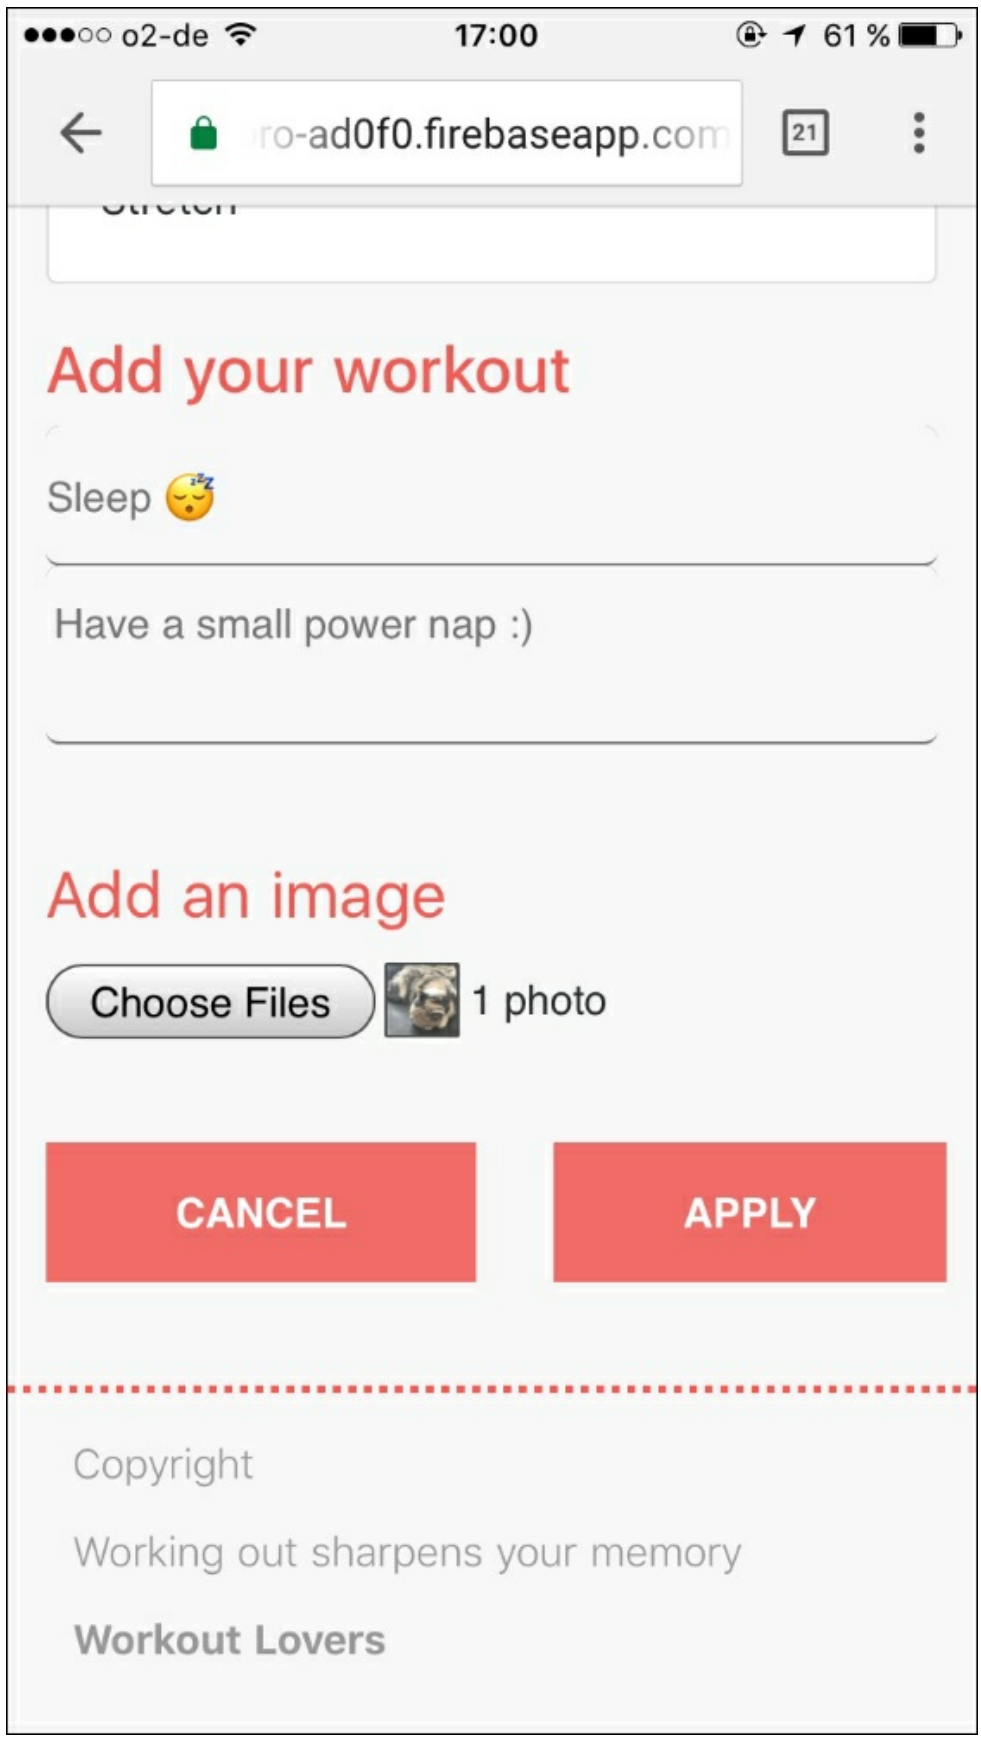 ●●●○○ o2-de 17:00 61 %
ro-ad0f0.firebaseapp.com 21
Stretch
Add your workout
Sleep 😴
Have a small power nap :)
Add an image
Choose Files 1 photo
CANCEL APPLY
Copyright
Working out sharpens your memory
Workout Lovers